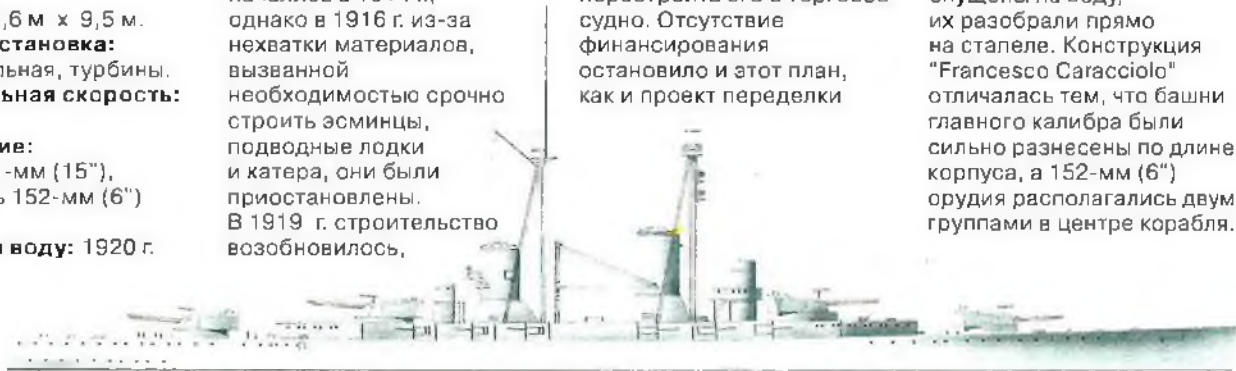 ,6 м x 9,5 м.
становка:
льная, турбины.
ьная скорость:
ие:
-мм (15"),
ь 152-мм (6")
воду: 1920 г.
однако в 1916 г. из-за
нехватки материалов,
вызванной
необходимостью срочно
строить эсминцы,
подводные лодки
и катера, они были
приостановлены.
В 1919 г. строительство
возобновилось,
судно. Отсутствие
финансирования
остановило и этот план,
как и проект переделки
их разобрали прямо
на стапеле. Конструкция
"Francesco Caracciolo"
отличалась тем, что башни
главного калибра были
сильно разнесены по длине
корпуса, а 152-мм (6")
орудия располагались двум
группами в центре корабля.